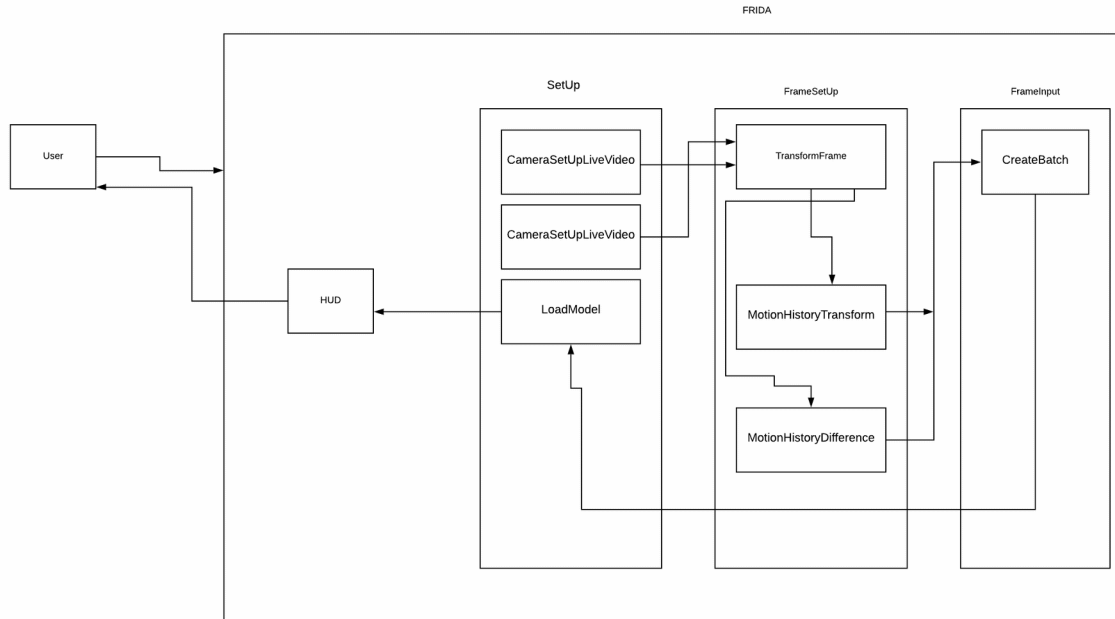 FRIDA
SetUp
FrameSetUp
FrameInput
User
CameraSetUpLiveVideo
TransformFrame
CreateBatch
CameraSetUpLiveVideo
HUD
LoadModel
MotionHistoryTransform
MotionHistoryDifference